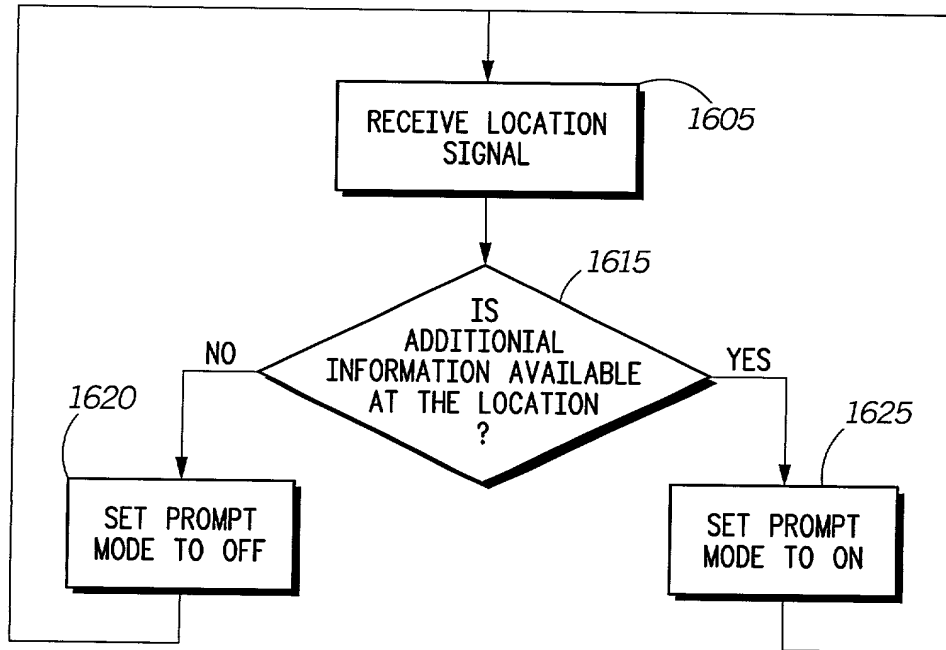 RECEIVE LOCATION
SIGNAL
1605
1615
IS
ADDITIONIAL
INFORMATION AVAILABLE
AT THE LOCATION
?
NO
YES
1620
SET PROMPT
MODE TO OFF
1625
SET PROMPT
MODE TO ON